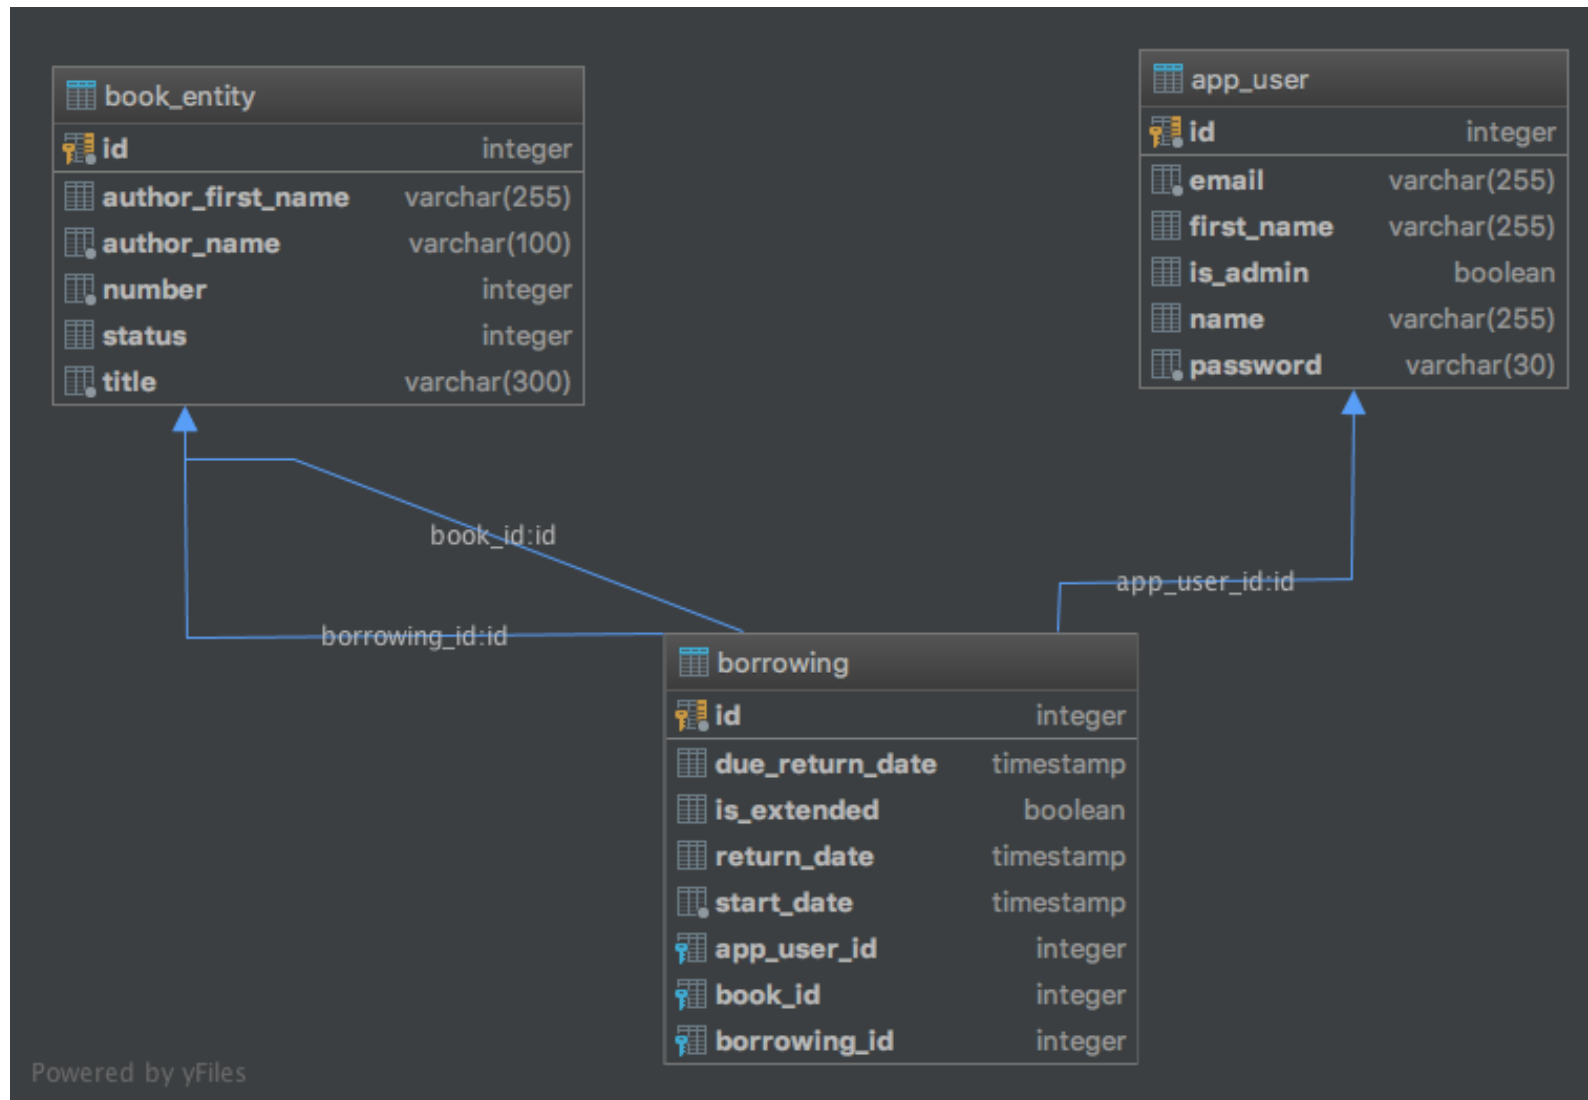 book_entity
id integer
author_first_name varchar(255)
author_name varchar(100)
number integer
status integer
title varchar(300)
app_user
id integer
email varchar(255)
first_name varchar(255)
is_admin boolean
name varchar(255)
password varchar(30)
book_id:id
app_user_id:id
borrowing_id:id
borrowing
id integer
due_return_date timestamp
is_extended boolean
return_date timestamp
start_date timestamp
app_user_id integer
book_id integer
borrowing_id integer
Powered by yFiles